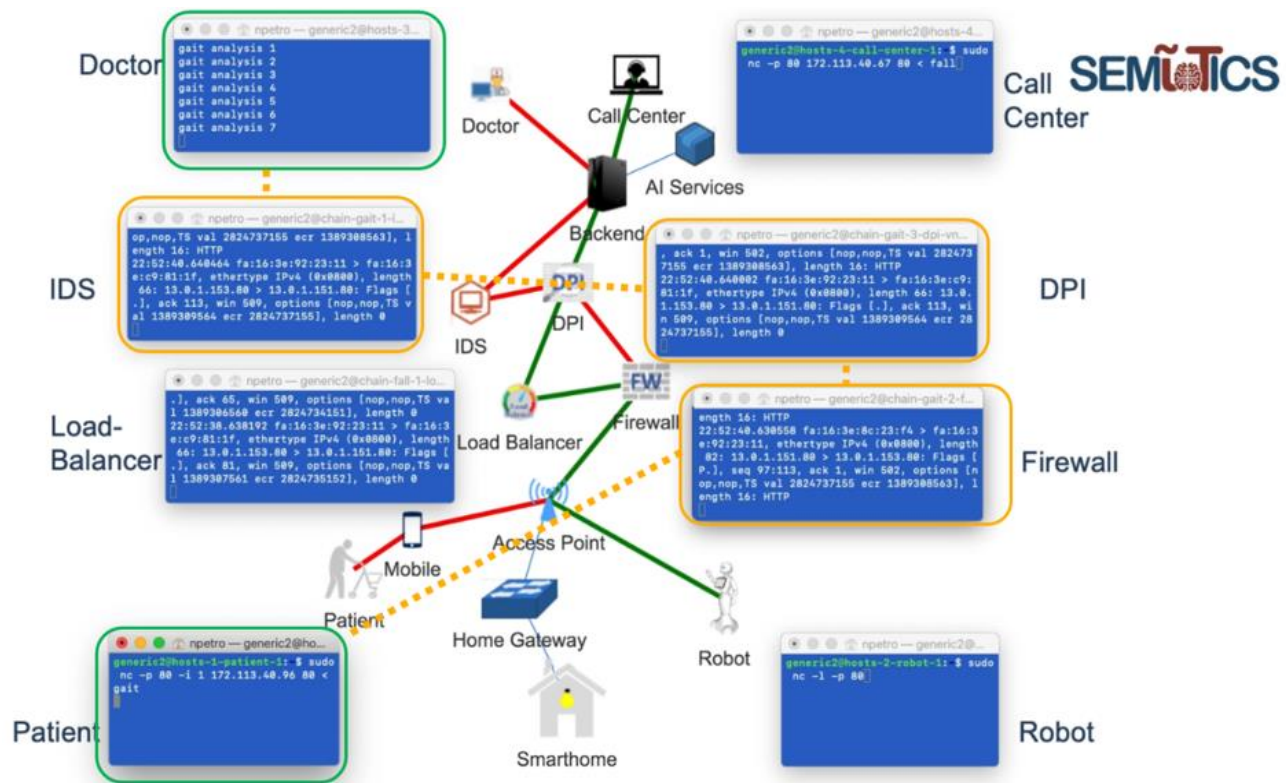 Doctor
npetro — generic2@hosts-3...
gait analysis 1
gait analysis 2
gait analysis 3
gait analysis 4
gait analysis 5
gait analysis 6
gait analysis 7
npetro — generic2@hosts-4...
generic2@hosts-4-call-center-1:~$ sudo
nc -p 80 172.113.40.67 80 < fall
Call
Center
SEMIoTICS
Doctor
Call Center
AI Services
Backend
IDS
npetro — generic2@chain-gait-1-i...
op,nop,TS val 2824737155 ecr 1389308563], l
ength 16: HTTP
22:52:40.640464 fa:16:3e:92:23:11 > fa:16:3
e:c9:81:1f, ethertype IPv4 (0x0800), length
66: 13.0.1.153.80 > 13.0.1.151.80: Flags [
.], ack 113, win 509, options [nop,nop,TS v
al 1389309564 ecr 2824737155], length 0
DPI
DPI
IDS
npetro — generic2@chain-gait-3-dpi-vn...
, ack 1, win 502, options [nop,nop,TS val 282473
7155 ecr 1389308563], length 16: HTTP
22:52:40.640002 fa:16:3e:92:23:11 > fa:16:3e:c9:
81:1f, ethertype IPv4 (0x0800), length 66: 13.0.
1.153.80 > 13.0.1.151.80: Flags [.], ack 113, wi
n 509, options [nop,nop,TS val 1389309564 ecr 28
24737155], length 0
DPI
Load-
Balancer
npetro — generic2@chain-fall-1-lo...
.], ack 65, win 509, options [nop,nop,TS va
l 1389306560 ecr 2824734151], length 0
22:52:38.638192 fa:16:3e:92:23:11 > fa:16:3
e:c9:81:1f, ethertype IPv4 (0x0800), length
66: 13.0.1.153.80 > 13.0.1.151.80: Flags [
.], ack 81, win 509, options [nop,nop,TS va
l 1389307561 ecr 2824735152], length 0
Load Balancer
FW
Firewall
npetro — generic2@chain-gait-2-f...
ength 16: HTTP
22:52:40.630558 fa:16:3e:8c:23:f4 > fa:16:3
e:92:23:11, ethertype IPv4 (0x0800), length
82: 13.0.1.151.80 > 13.0.1.153.80: Flags [
P.], seq 97:113, ack 1, win 502, options [n
op,nop,TS val 2824737155 ecr 1389308563], l
ength 16: HTTP
Firewall
Access Point
Mobile
Patient
Home Gateway
Robot
Smarthome
Patient
npetro — generic2@ho...
generic2@hosts-1-patient-1:~$ sudo
nc -p 80 -i 1 172.113.40.96 80 <
gait
npetro — generic2@...
generic2@hosts-2-robot-1:~$ sudo
nc -l -p 80
Robot